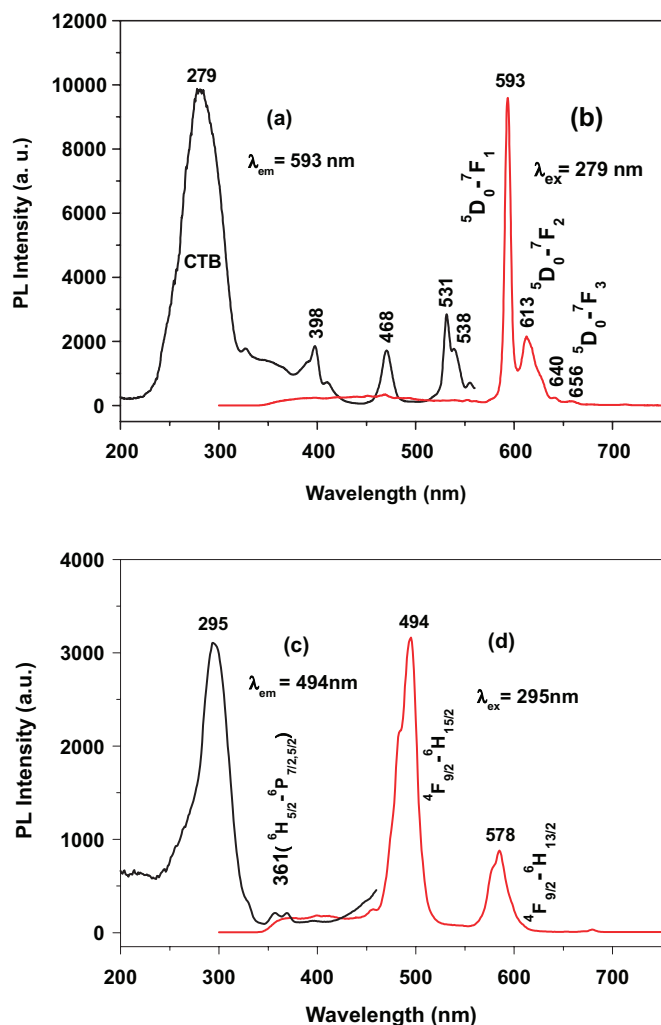 12000
10000
8000
6000
4000
2000
0
PL Intensity (a. u.)
279
(a)
λem = 593 nm
CTB
398
468
531
538
593
(b)
λex = 279 nm
⁵D₀-⁷F₁
613 ⁵D₀-⁷F₂
640
656 ⁵D₀-⁷F₃
200 300 400 500 600 700
Wavelength (nm)
4000
3000
2000
1000
0
PL Intensity (a.u.)
295
(c)
λem = 494nm
361(⁶H5/2-⁶P7/2,5/2)
494
(d)
λex = 295nm
⁴F9/2-⁶H15/2
578
⁴F9/2-⁶H13/2
200 300 400 500 600 700
Wavelength (nm)